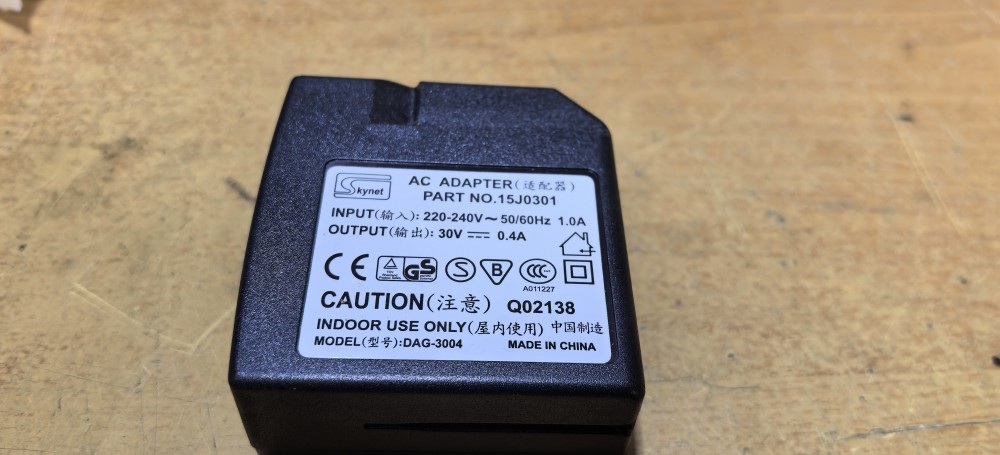 Skynet
AC ADAPTER(适配器)
PART NO.15J0301
INPUT(输入): 220-240V～50/60Hz 1.0A
OUTPUT(输出): 30V ⎓ 0.4A
CE GS S B CCC
A011227
CAUTION(注意) Q02138
INDOOR USE ONLY(屋内使用) 中国制造
MODEL(型号):DAG-3004 MADE IN CHINA